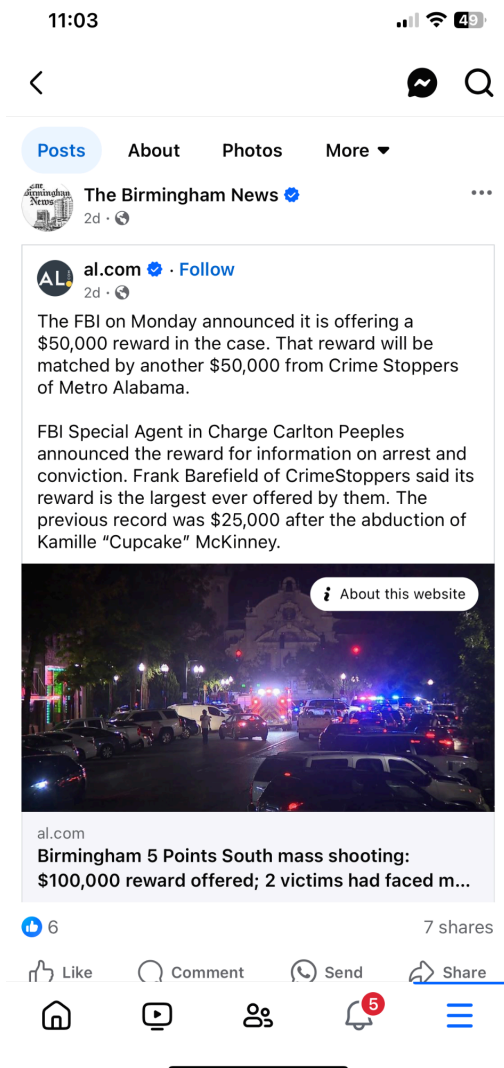 11:03
49
Posts About Photos More
The Birmingham News
The Birmingham News
2d
AL.
al.com · Follow
2d
The FBI on Monday announced it is offering a
$50,000 reward in the case. That reward will be
matched by another $50,000 from Crime Stoppers
of Metro Alabama.
FBI Special Agent in Charge Carlton Peeples
announced the reward for information on arrest and
conviction. Frank Barefield of CrimeStoppers said its
reward is the largest ever offered by them. The
previous record was $25,000 after the abduction of
Kamille “Cupcake” McKinney.
i About this website
al.com
Birmingham 5 Points South mass shooting:
$100,000 reward offered; 2 victims had faced m...
6 7 shares
Like Comment Send Share
5